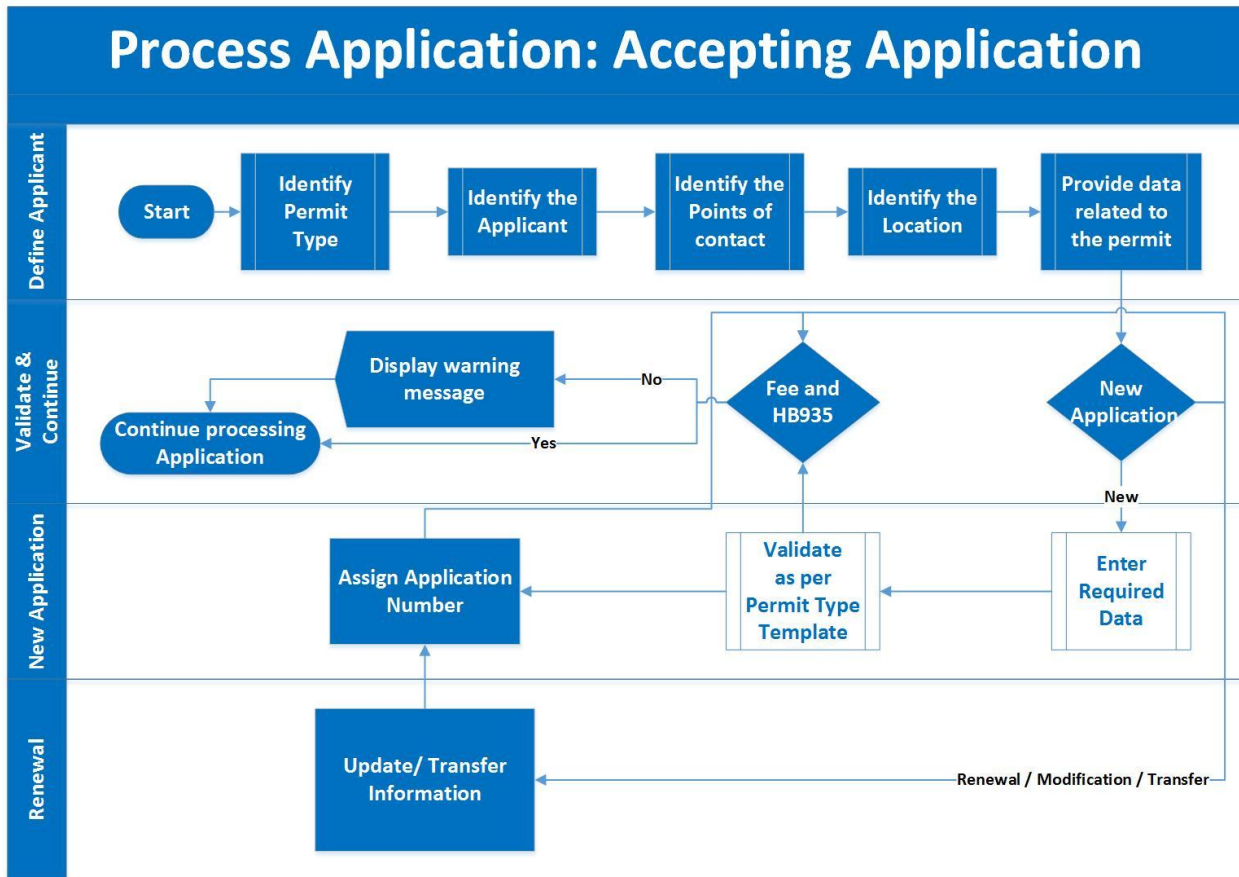 Process Application: Accepting Application
Define Applicant
Start
Identify
Permit
Type
Identify the
Applicant
Identify the
Points of
contact
Identify the
Location
Provide data
related to
the permit
Validate &
Continue
Display warning
message
No
Fee and
HB935
New
Application
Continue processing
Application
Yes
New
New Application
Assign Application
Number
Validate
as per
Permit Type
Template
Enter
Required
Data
Renewal
Update/ Transfer
Information
Renewal / Modification / Transfer